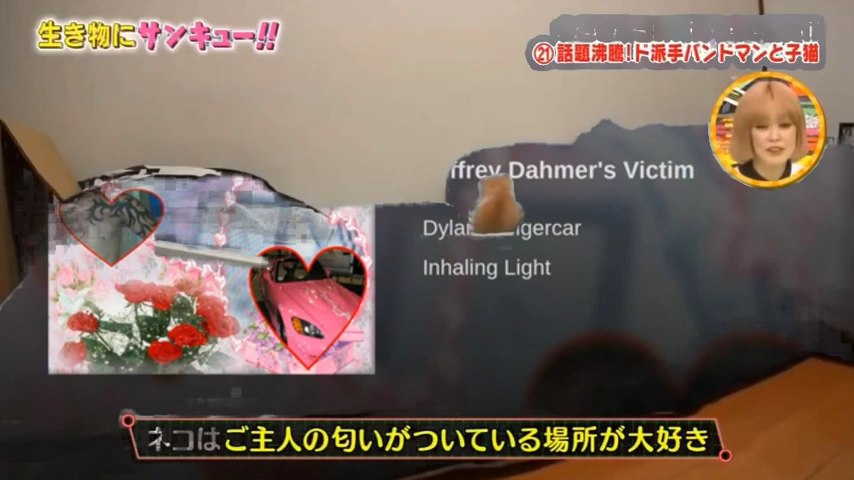 生き物にサンキュー!!
㉑話題沸騰!ド派手バンドマンと子猫
Dahmer's Victim
Inhaling Light
ネコはご主人の匂いがついている場所が大好き